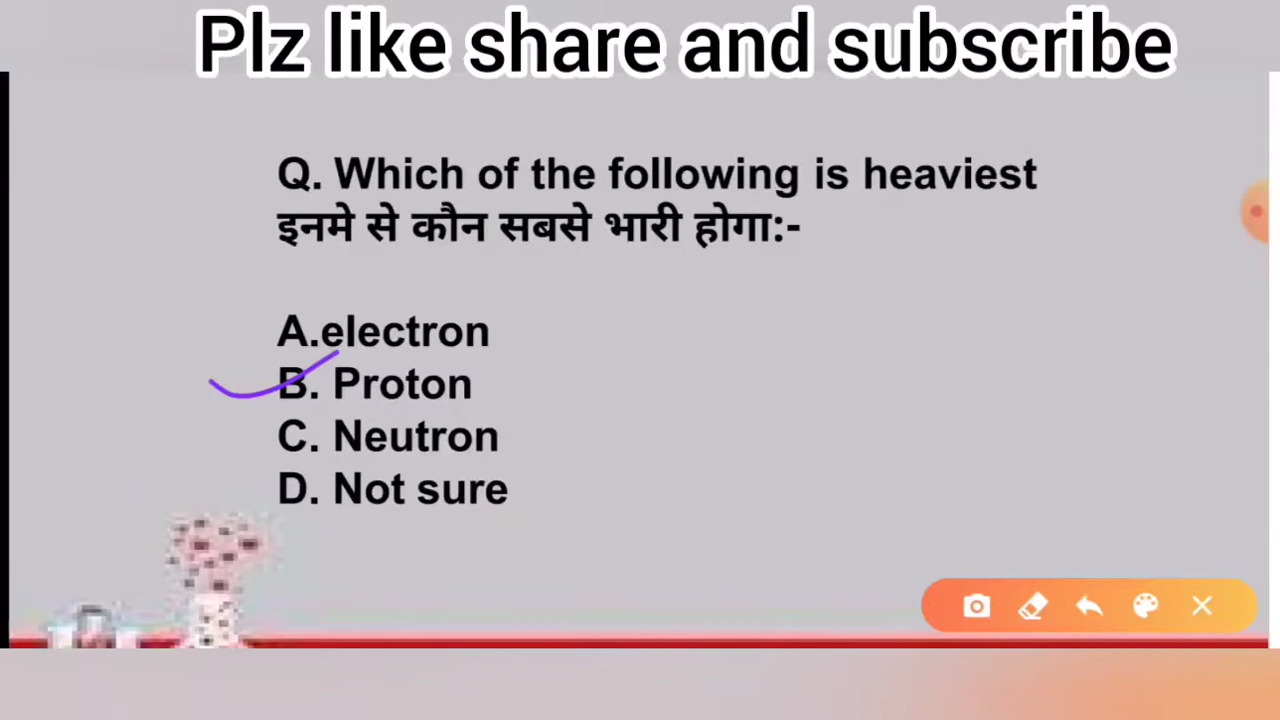 Plz like share and subscribe
Q. Which of the following is heaviest
इनमे से कौन सबसे भारी होगा:-
A.electron
B. Proton
C. Neutron
D. Not sure